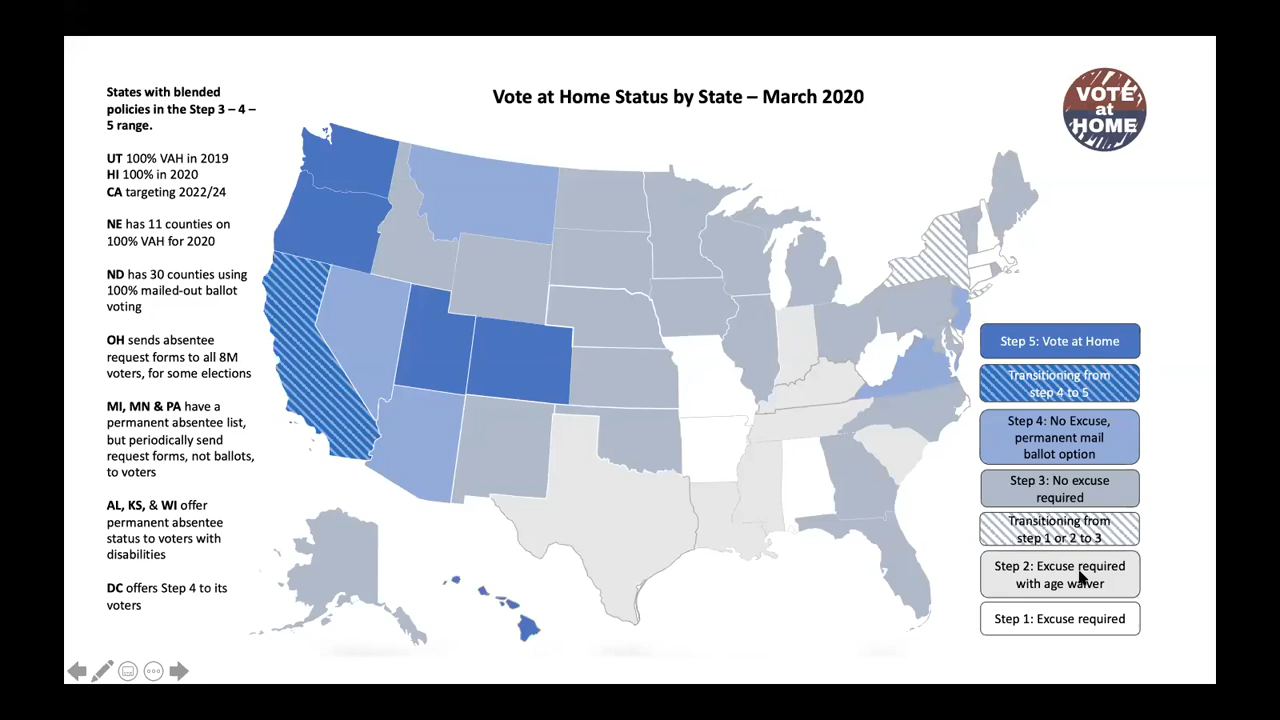 Vote at Home Status by State – March 2020
VOTE
at
HOME
States with blended
policies in the Step 3 – 4 –
5 range.
UT 100% VAH in 2019
HI 100% in 2020
CA targeting 2022/24
NE has 11 counties on
100% VAH for 2020
ND has 30 counties using
100% mailed-out ballot
voting
OH sends absentee
request forms to all 8M
voters, for some elections
MI, MN & PA have a
permanent absentee list,
but periodically send
request forms, not ballots,
to voters
AL, KS, & WI offer
permanent absentee
status to voters with
disabilities
DC offers Step 4 to its
voters
Step 5: Vote at Home
Transitioning from
step 4 to 5
Step 4: No Excuse,
permanent mail
ballot option
Step 3: No excuse
required
Transitioning from
step 1 or 2 to 3
Step 2: Excuse required
with age waiver
Step 1: Excuse required